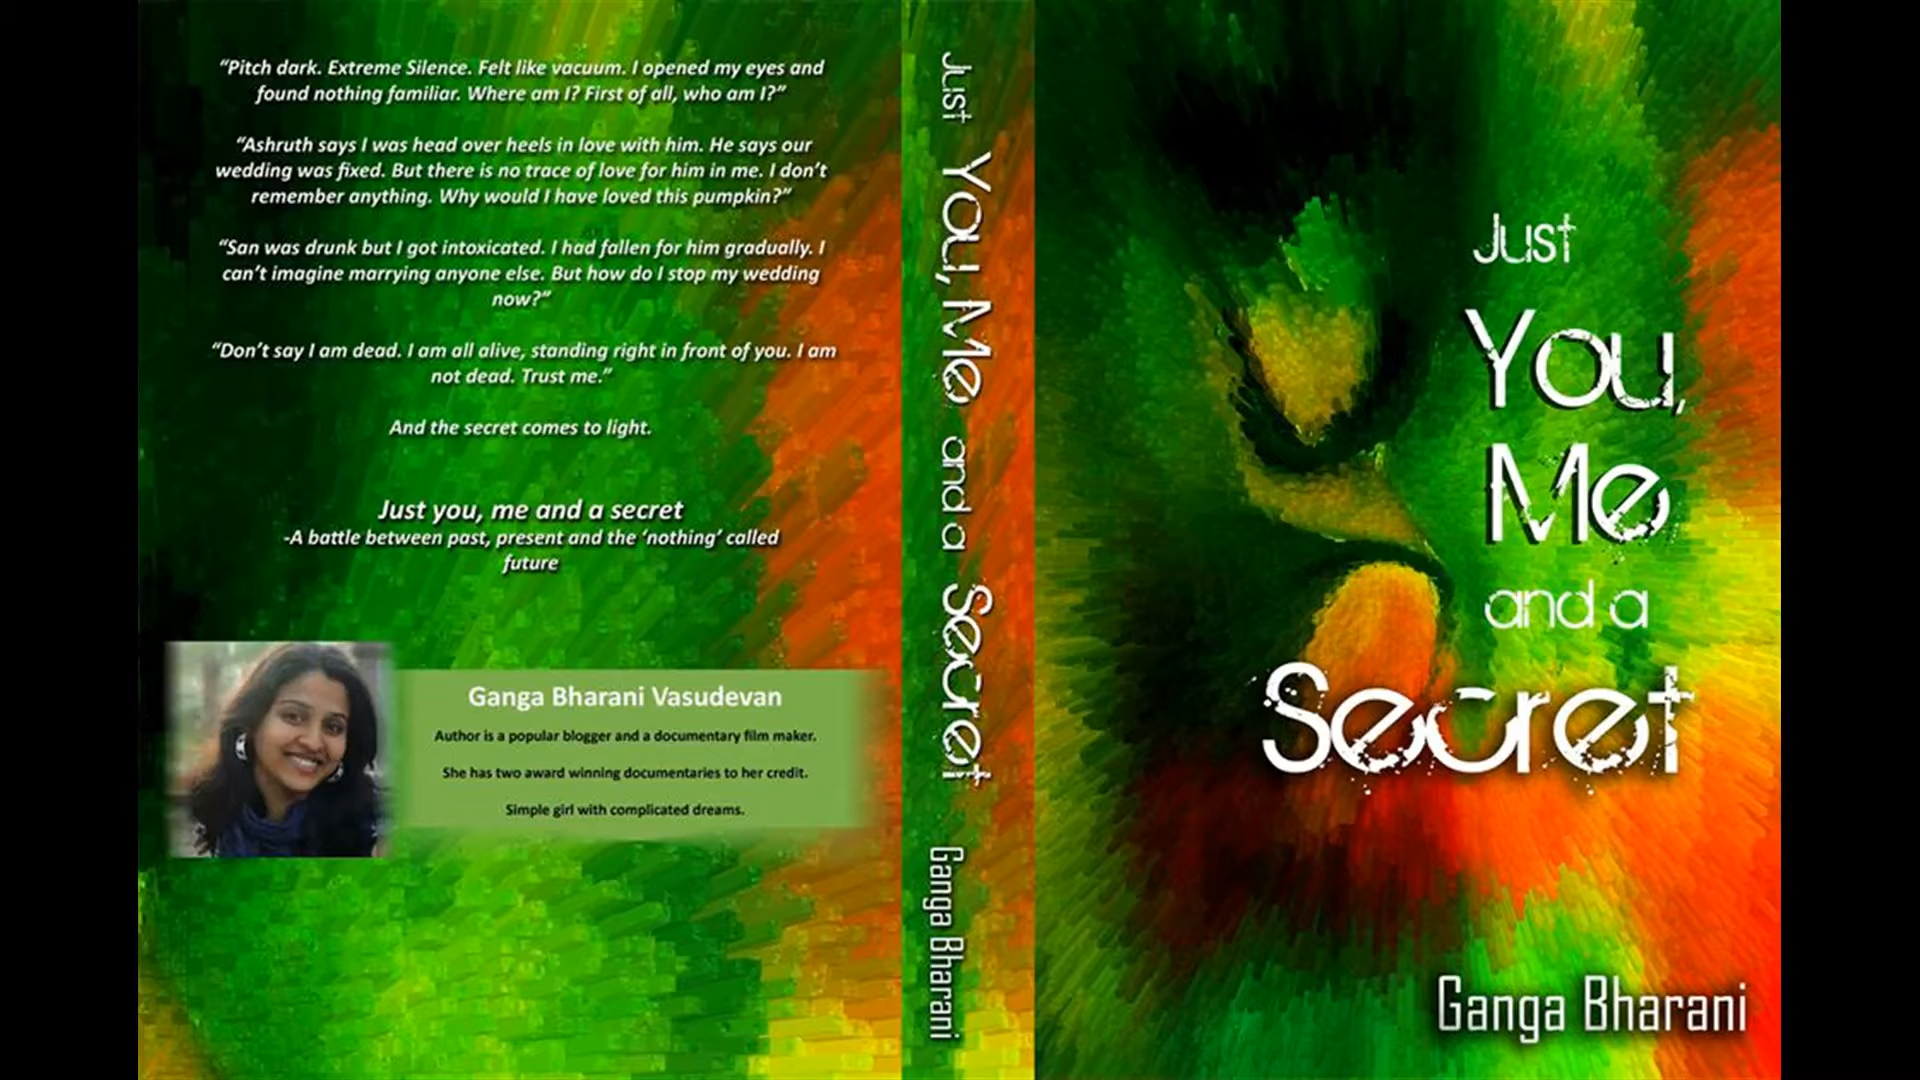 “Pitch dark. Extreme Silence. Felt like vacuum. I opened my eyes and
found nothing familiar. Where am I? First of all, who am I?”
“Ashruth says I was head over heels in love with him. He says our
wedding was fixed. But there is no trace of love for him in me. I don’t
remember anything. Why would I have loved this pumpkin?”
“San was drunk but I got intoxicated. I had fallen for him gradually. I
can’t imagine marrying anyone else. But how do I stop my wedding
now?”
“Don’t say I am dead. I am all alive, standing right in front of you. I am
not dead. Trust me.”
And the secret comes to light.
Just you, me and a secret
-A battle between past, present and the ‘nothing’ called
future
Ganga Bharani Vasudevan
Author is a popular blogger and a documentary film maker.
She has two award winning documentaries to her credit.
Simple girl with complicated dreams.
Just You, Me and a Secret Ganga Bharani
Just
You,
Me
and a
Secret
Ganga Bharani